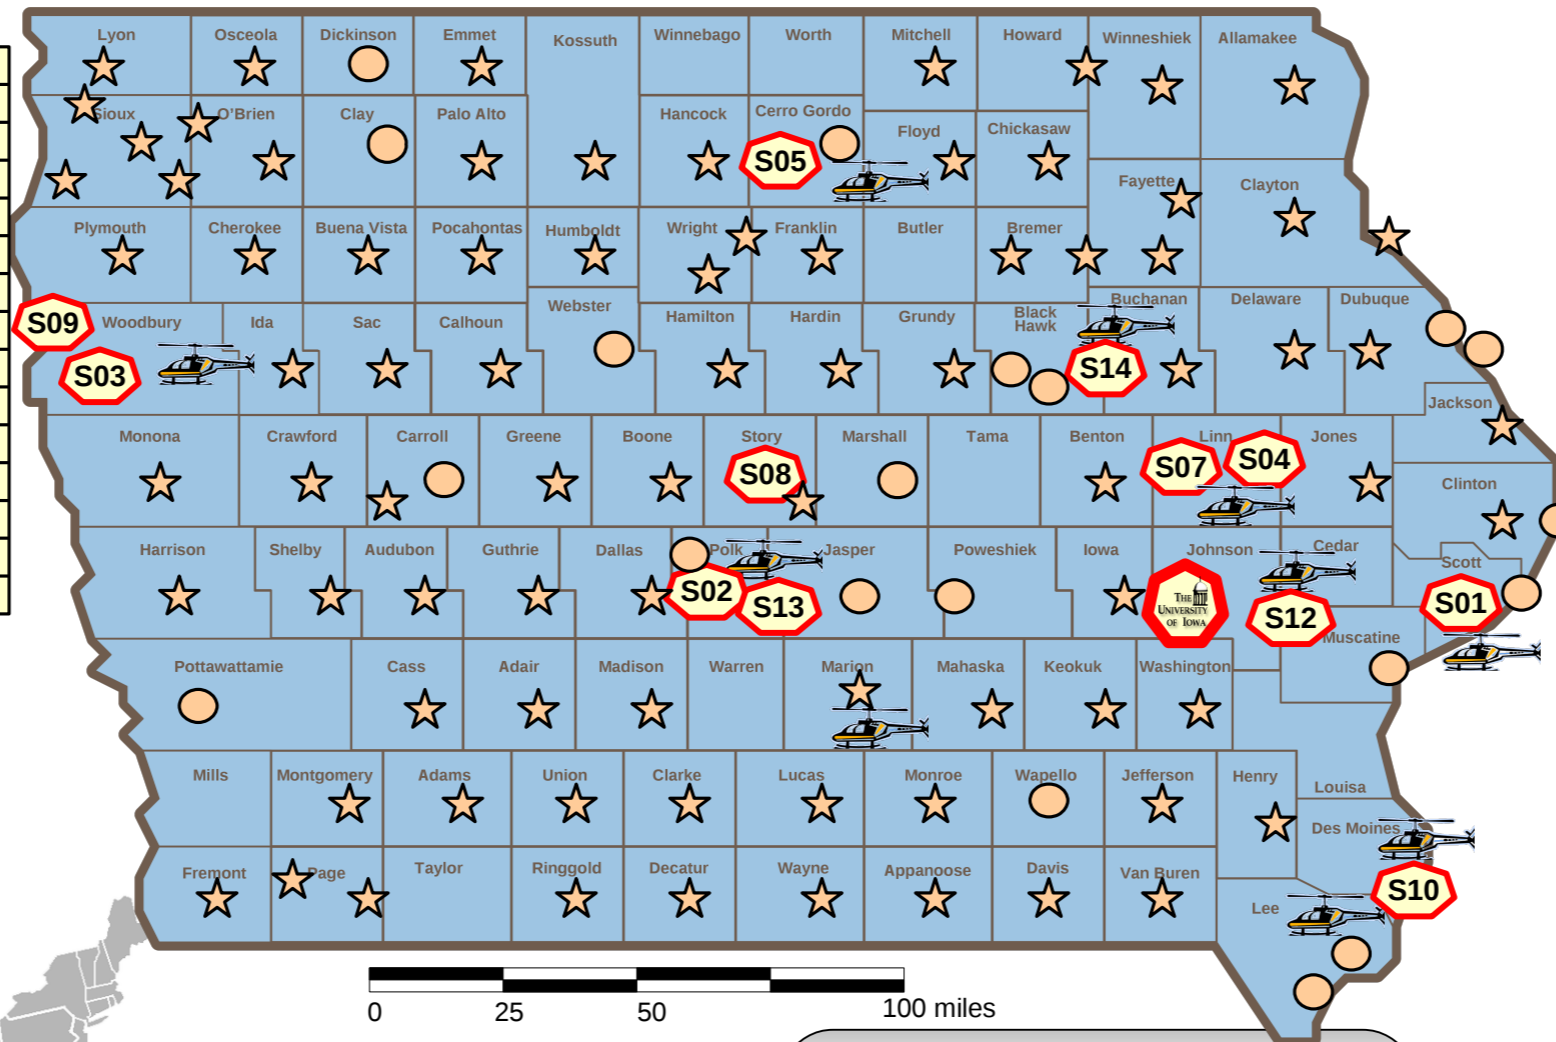 Lyon Osceola Dickinson Emmet Kossuth Winnebago Worth Mitchell Howard Winneshiek Allamakee
Sioux O'Brien Clay Palo Alto Hancock Cerro Gordo Floyd Chickasaw
S05
Fayette Clayton
Plymouth Cherokee Buena Vista Pocahontas Humboldt Wright Franklin Butler Bremer
S09 Woodbury Ida Sac Calhoun Webster Hamilton Hardin Grundy Black Hawk Buchanan Delaware Dubuque
S03 S14
Jackson
Monona Crawford Carroll Greene Boone Story Marshall Tama Benton Linn Jones
S08 S07 S04
Clinton
Harrison Shelby Audubon Guthrie Dallas Polk Jasper Poweshiek Iowa Johnson Cedar
Scott
S02 S13 S12 S01
THE
UNIVERSITY
OF IOWA
Muscatine
Pottawattamie Cass Adair Madison Warren Marion Mahaska Keokuk Washington
Mills Montgomery Adams Union Clarke Lucas Monroe Wapello Jefferson Henry Louisa
Des Moines
Fremont Page Taylor Ringgold Decatur Wayne Appanoose Davis Van Buren
S10
Lee
0 25 50 100 miles